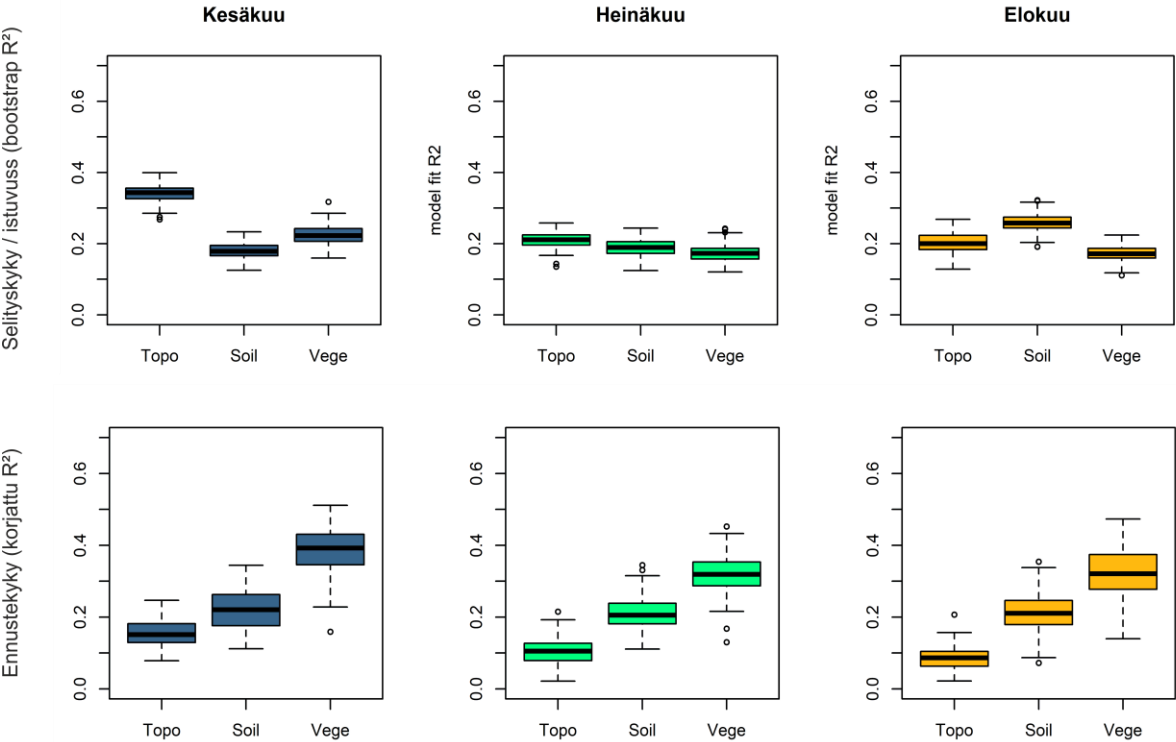 Kesäkuu
Heinäkuu
Elokuu
Selityskyky / istuvuss (bootstrap R²)
0.0 0.2 0.4 0.6
Topo Soil Vege
model fit R2
0.0 0.2 0.4 0.6
Topo Soil Vege
model fit R2
0.0 0.2 0.4 0.6
Topo Soil Vege
Ennustekyky (korjattu R²)
0.0 0.2 0.4 0.6
Topo Soil Vege
0.0 0.2 0.4 0.6
Topo Soil Vege
0.0 0.2 0.4 0.6
Topo Soil Vege